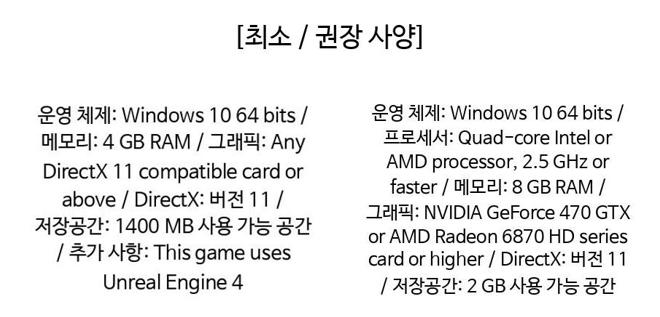 [최소 / 권장 사양]
운영 체제: Windows 10 64 bits /
메모리: 4 GB RAM / 그래픽: Any
DirectX 11 compatible card or
above / DirectX: 버전 11 /
저장공간: 1400 MB 사용 가능 공간
/ 추가 사항: This game uses
Unreal Engine 4
운영 체제: Windows 10 64 bits /
프로세서: Quad-core Intel or
AMD processor, 2.5 GHz or
faster / 메모리: 8 GB RAM /
그래픽: NVIDIA GeForce 470 GTX
or AMD Radeon 6870 HD series
card or higher / DirectX: 버전 11
/ 저장공간: 2 GB 사용 가능 공간